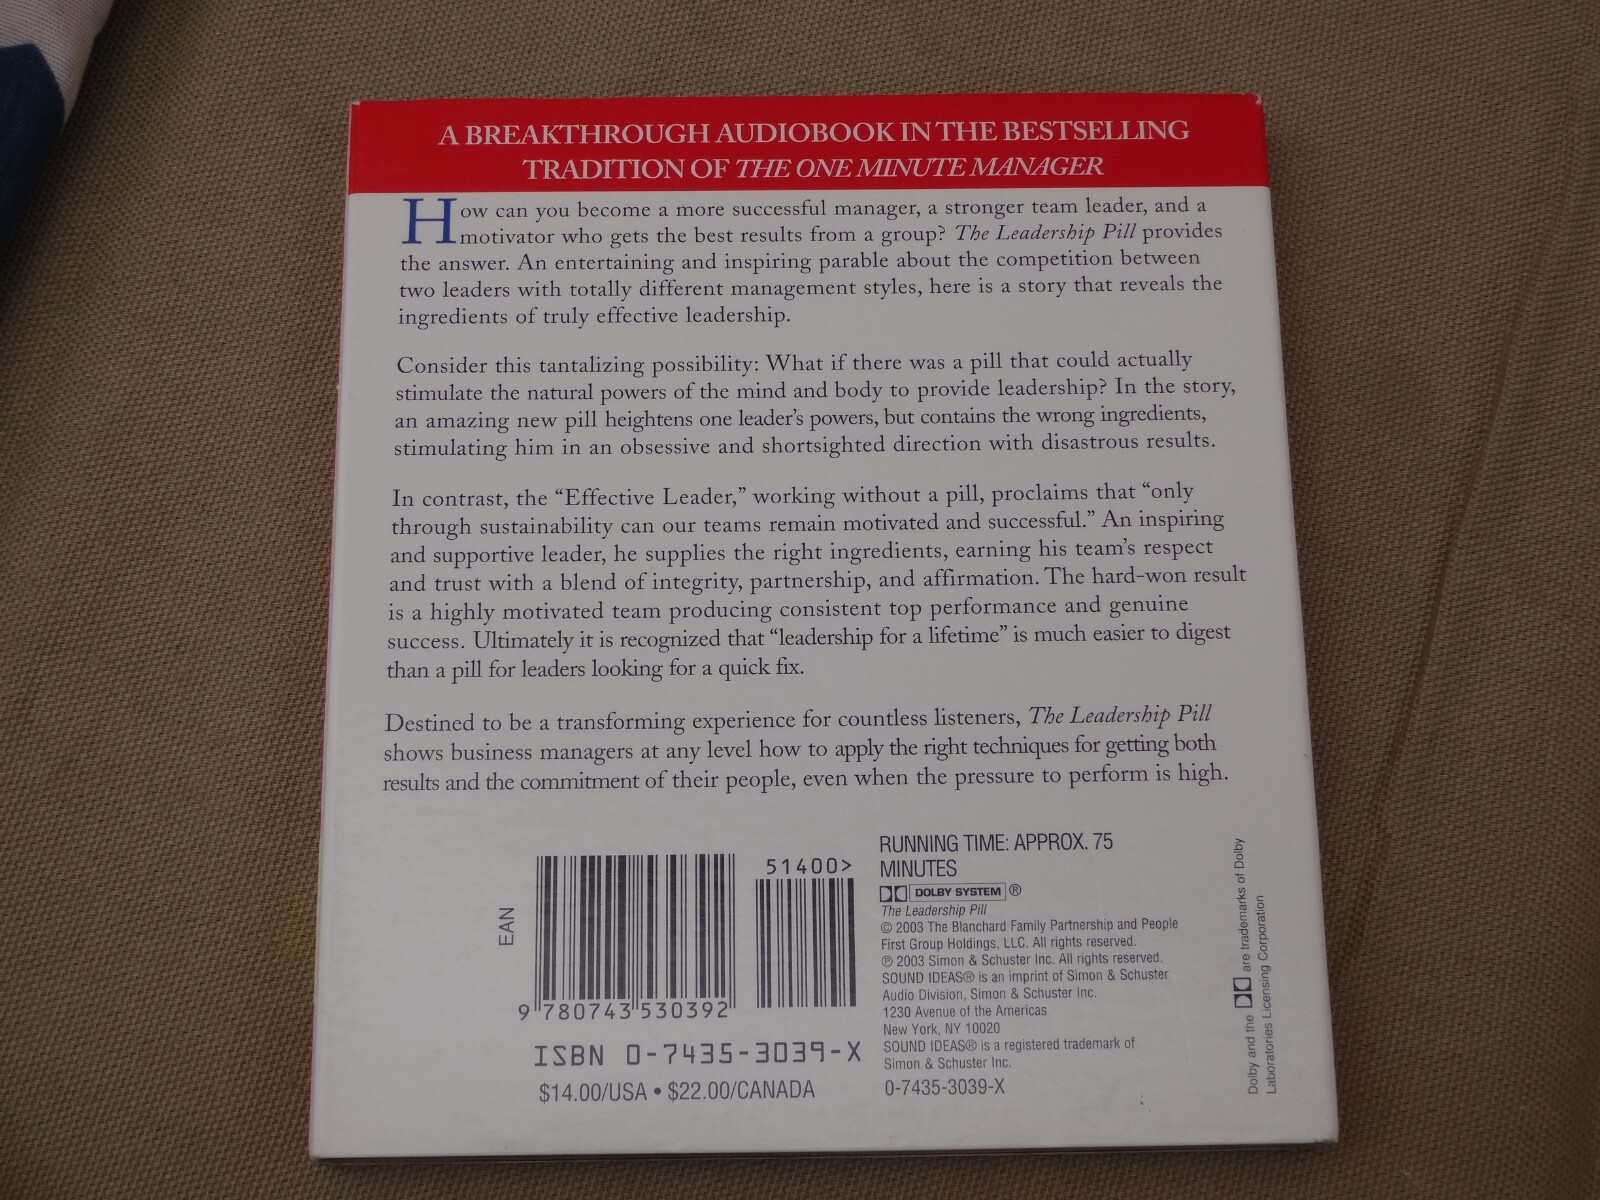 A BREAKTHROUGH AUDIOBOOK IN THE BESTSELLING
TRADITION OF THE ONE MINUTE MANAGER
How can you become a more successful manager, a stronger team leader, and a
motivator who gets the best results from a group? The Leadership Pill provides
the answer. An entertaining and inspiring parable about the competition between
two leaders with totally different management styles, here is a story that reveals the
ingredients of truly effective leadership.
Consider this tantalizing possibility: What if there was a pill that could actually
stimulate the natural powers of the mind and body to provide leadership? In the story,
an amazing new pill heightens one leader's powers, but contains the wrong ingredients,
stimulating him in an obsessive and shortsighted direction with disastrous results.
In contrast, the “Effective Leader,” working without a pill, proclaims that “only
through sustainability can our teams remain motivated and successful.” An inspiring
and supportive leader, he supplies the right ingredients, earning his team's respect
and trust with a blend of integrity, partnership, and affirmation. The hard-won result
is a highly motivated team producing consistent top performance and genuine
success. Ultimately it is recognized that “leadership for a lifetime” is much easier to digest
than a pill for leaders looking for a quick fix.
Destined to be a transforming experience for countless listeners, The Leadership Pill
shows business managers at any level how to apply the right techniques for getting both
results and the commitment of their people, even when the pressure to perform is high.
EAN
51400>
9 780743 530392
ISBN 0-7435-3039-X
$14.00/USA • $22.00/CANADA
RUNNING TIME: APPROX. 75
MINUTES
DOLBY SYSTEM ®
The Leadership Pill
© 2003 The Blanchard Family Partnership and People
First Group Holdings, LLC. All rights reserved.
℗ 2003 Simon & Schuster Inc. All rights reserved.
SOUND IDEAS® is an imprint of Simon & Schuster
Audio Division, Simon & Schuster Inc.
1230 Avenue of the Americas
New York, NY 10020
SOUND IDEAS® is a registered trademark of
Simon & Schuster Inc.
0-7435-3039-X
Dolby and the are trademarks of Dolby
Laboratories Licensing Corporation